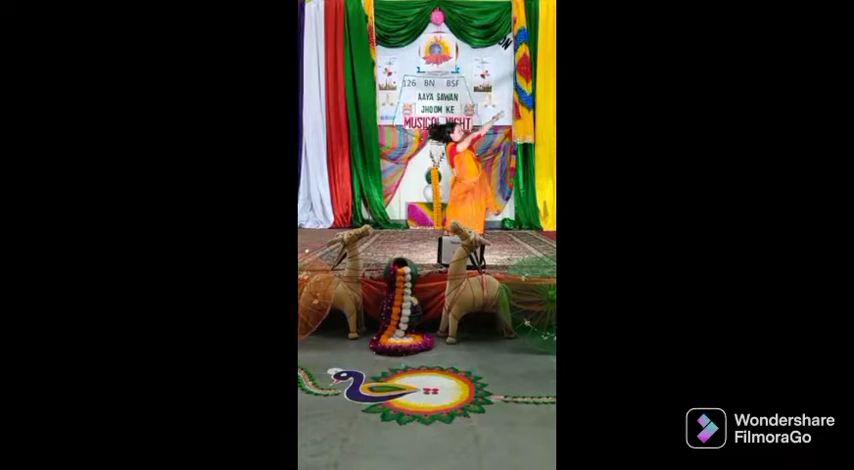 126 BN BSF
AAYA SAWAN
JHOOM KE
MUSICAL NIGHT
Wondershare
FilmoraGo